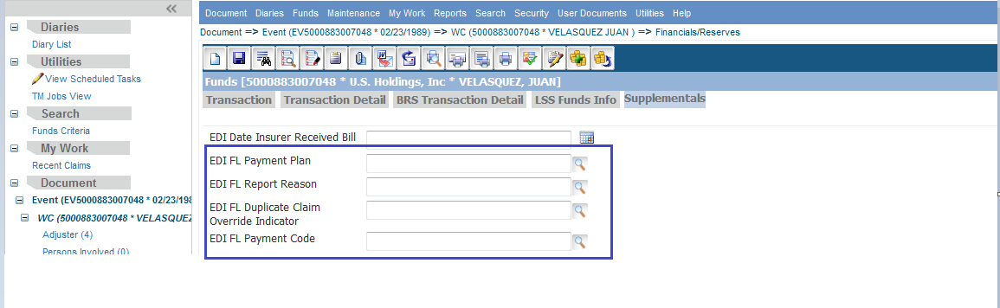 Diaries
Diary List
Utilities
View Scheduled Tasks
TM Jobs View
Search
Funds Criteria
My Work
Recent Claims
Document
Event (EV5000883007048 * 02/23/198
WC (5000883007048 * VELASQUEZ
Adjuster (4)
Persons Involved (0)
Document Diaries Funds Maintenance My Work Reports Search Security User Documents Utilities Help
Document => Event (EV5000883007048 * 02/23/1989) => WC (5000883007048 * VELASQUEZ JUAN ) => Financials/Reserves
Funds [5000883007048 * U.S. Holdings, Inc * VELASQUEZ, JUAN]
Transaction Transaction Detail BRS Transaction Detail LSS Funds Info Supplementals
EDI Date Insurer Received Bill
EDI FL Payment Plan
EDI FL Report Reason
EDI FL Duplicate Claim
Override Indicator
EDI FL Payment Code